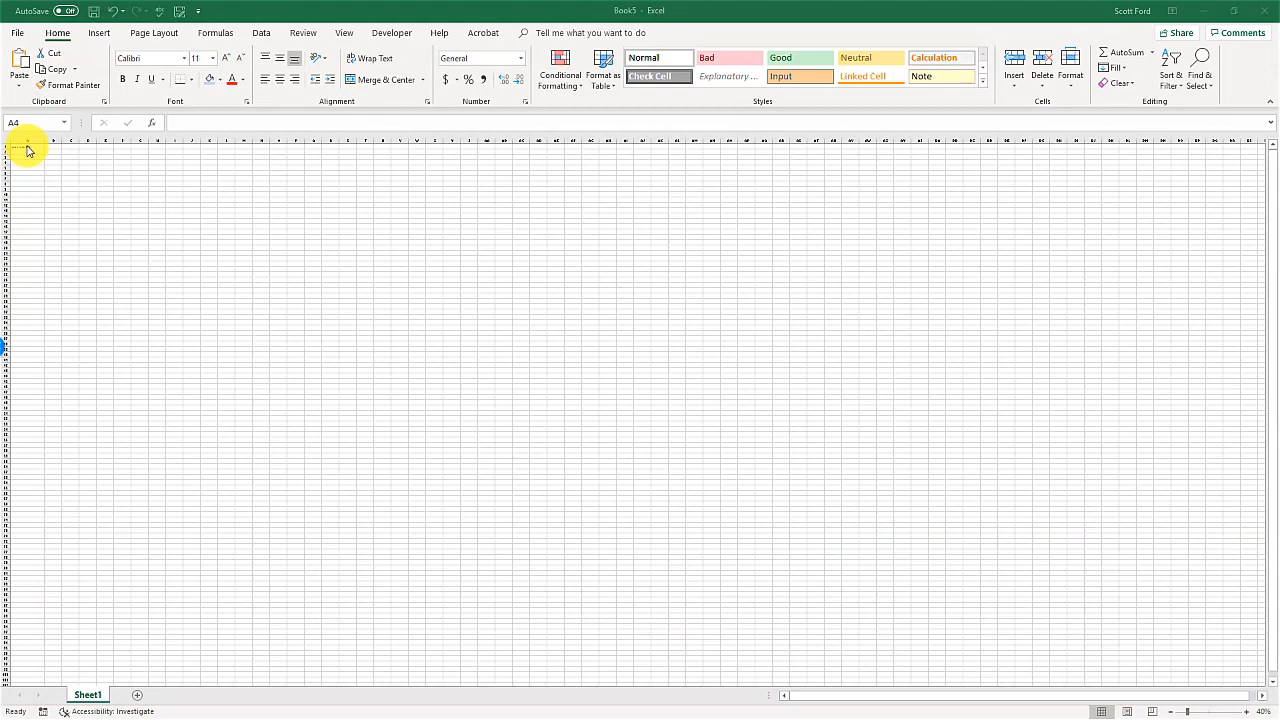 AutoSave Off Book5 - Excel Scott Ford
File Home Insert Page Layout Formulas Data Review View Developer Help Acrobat Tell me what you want to do Share Comments
Cut Calibri 11 Wrap Text General Normal Bad Good Neutral Calculation AutoSum
Copy Merge & Center Check Cell Explanatory ... Input Linked Cell Note Fill
Paste Format Painter B I U $ % Conditional Formatting Format as Table Insert Delete Format Clear Sort & Filter Find & Select
Clipboard Font Alignment Number Styles Cells Editing
A4 fx
Sheet1
Ready Accessibility: Investigate 40%